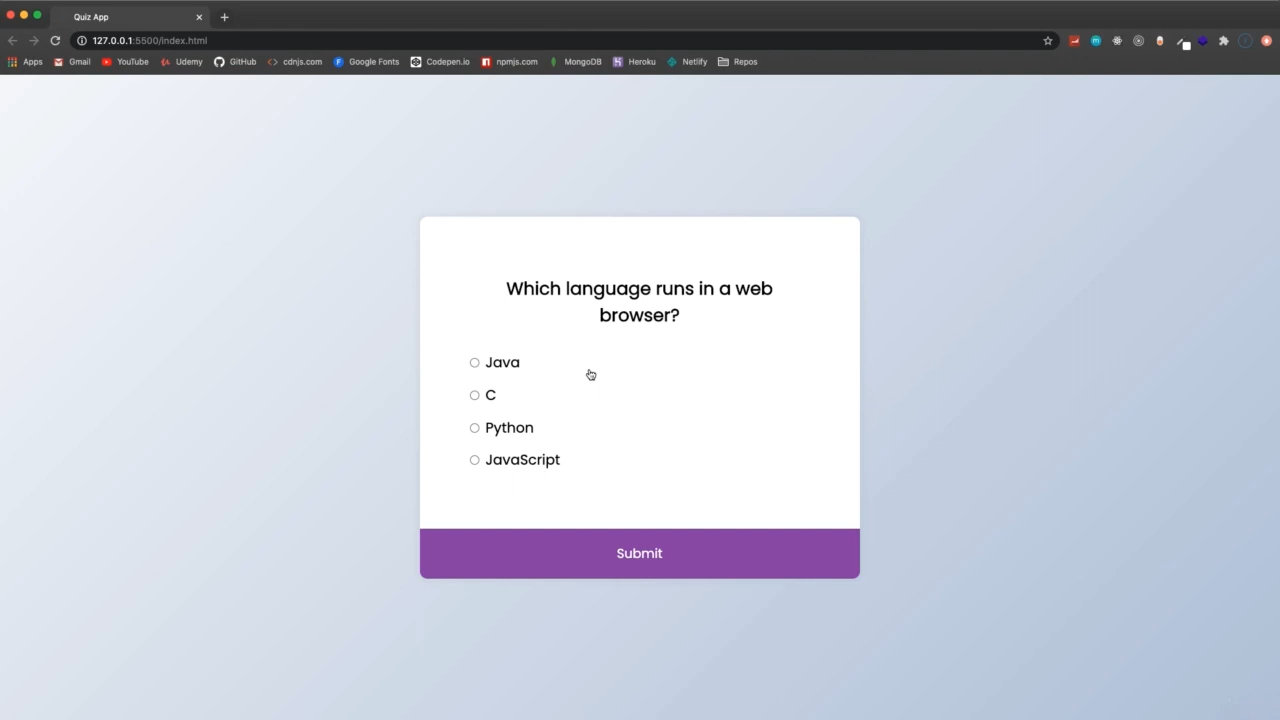 Quiz App
127.0.0.1:5500/index.html
Apps Gmail YouTube Udemy GitHub cdnjs.com Google Fonts Codepen.io npmjs.com MongoDB Heroku Netlify Repos
Which language runs in a web
browser?
Java
C
Python
JavaScript
Submit